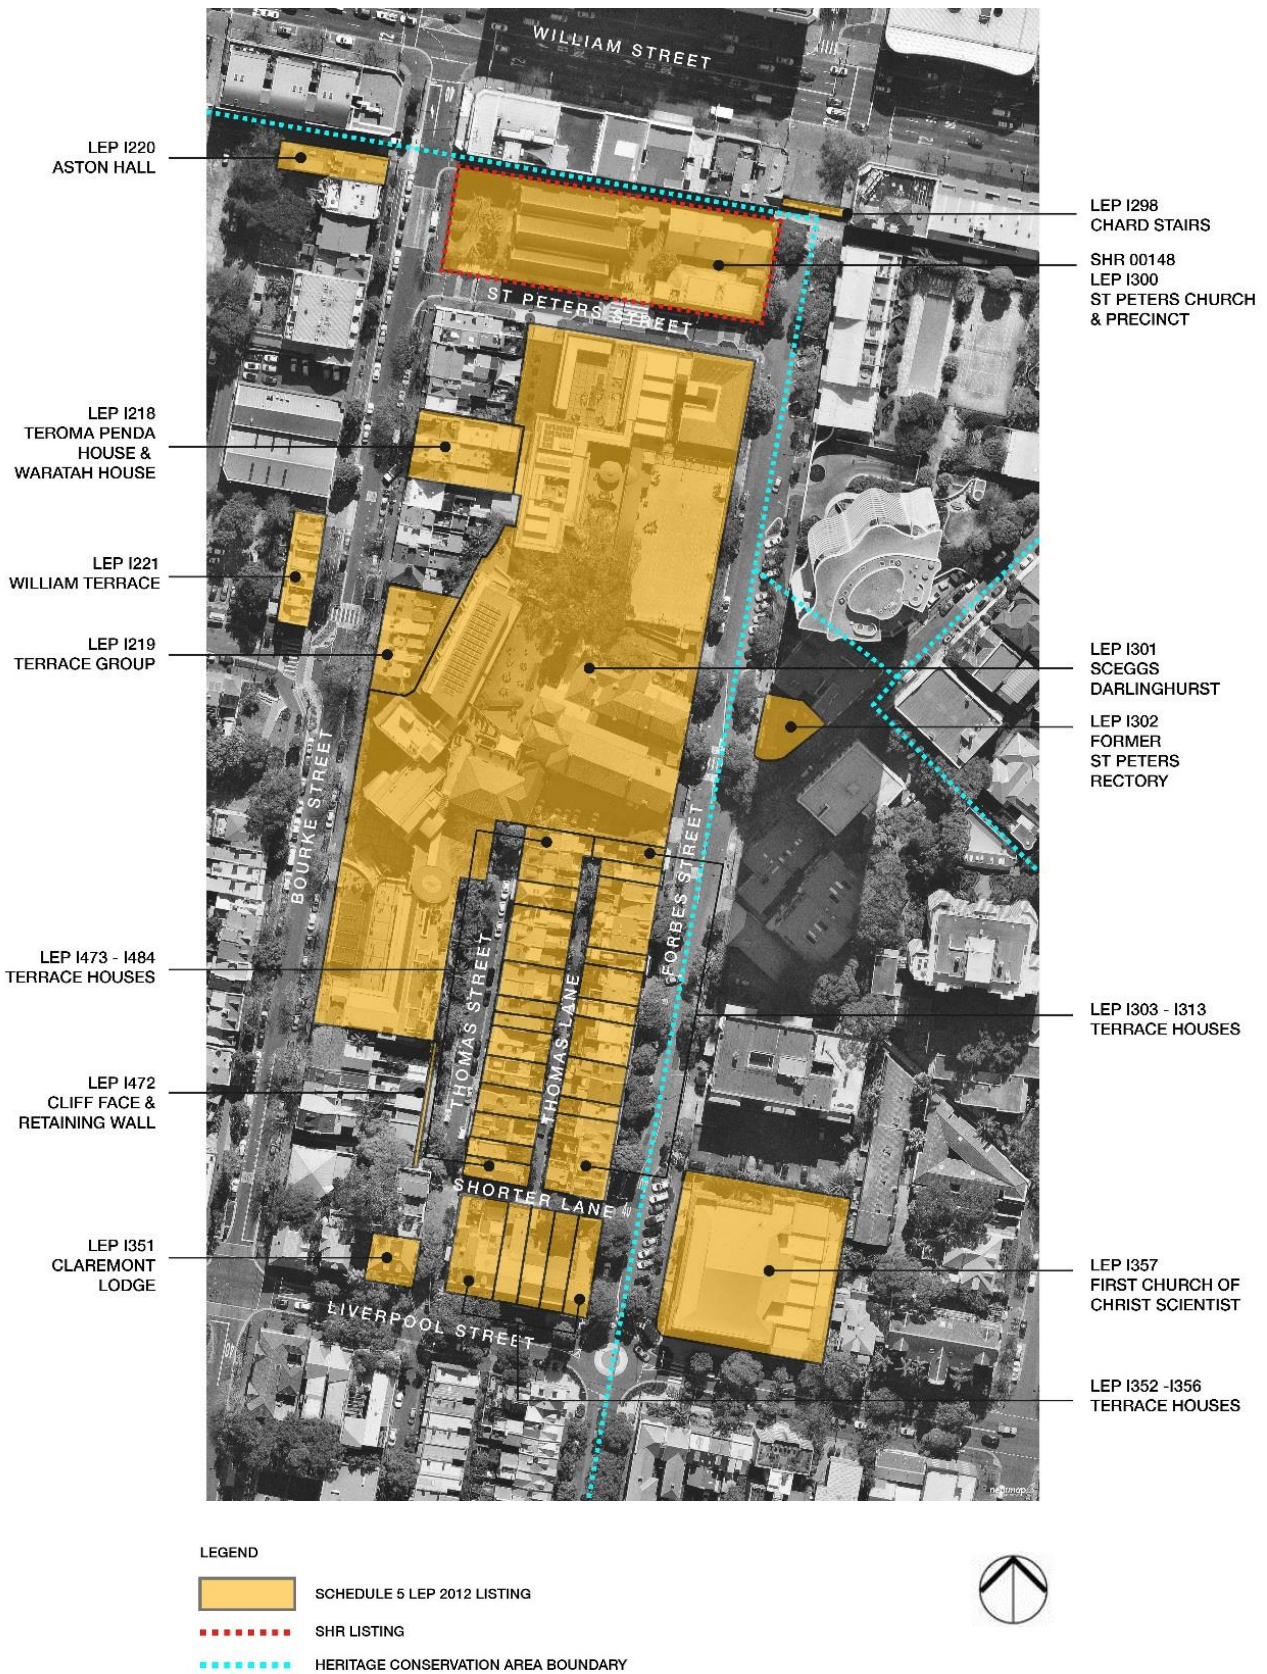 WILLIAM STREET
LEP I220
ASTON HALL
LEP I298
CHARD STAIRS
SHR 00148
LEP I300
ST PETERS CHURCH
& PRECINCT
ST PETERS STREET
LEP I218
TEROMA PENDA
HOUSE &
WARATAH HOUSE
LEP I221
WILLIAM TERRACE
LEP I219
TERRACE GROUP
LEP I301
SCEGGS
DARLINGHURST
LEP I302
FORMER
ST PETERS
RECTORY
BOURKE STREET
FORBES STREET
THOMAS STREET
THOMAS LANE
LEP I473 - I484
TERRACE HOUSES
LEP I303 - I313
TERRACE HOUSES
LEP I472
CLIFF FACE &
RETAINING WALL
SHORTER LANE
LEP I351
CLAREMONT
LODGE
LEP I357
FIRST CHURCH OF
CHRIST SCIENTIST
LIVERPOOL STREET
LEP I352 -I356
TERRACE HOUSES
nearmap
LEGEND
SCHEDULE 5 LEP 2012 LISTING
SHR LISTING
HERITAGE CONSERVATION AREA BOUNDARY